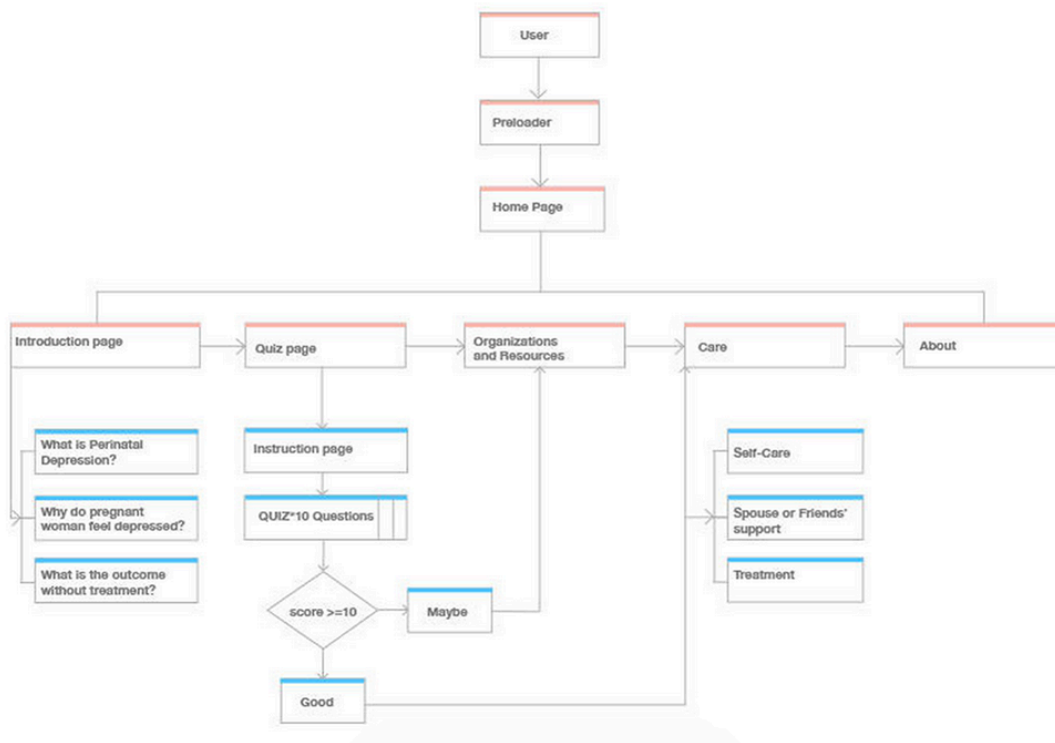 User
Preloader
Home Page
Introduction page
Quiz page
Organizations
and Resources
Care
About
What is Perinatal
Depression?
Why do pregnant
woman feel depressed?
What is the outcome
without treatment?
Instruction page
QUIZ*10 Questions
score >=10
Maybe
Good
Self-Care
Spouse or Friends'
support
Treatment